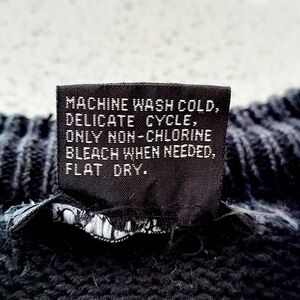 MACHINE WASH COLD,
DELICATE CYCLE,
ONLY NON-CHLORINE
BLEACH WHEN NEEDED,
FLAT DRY.